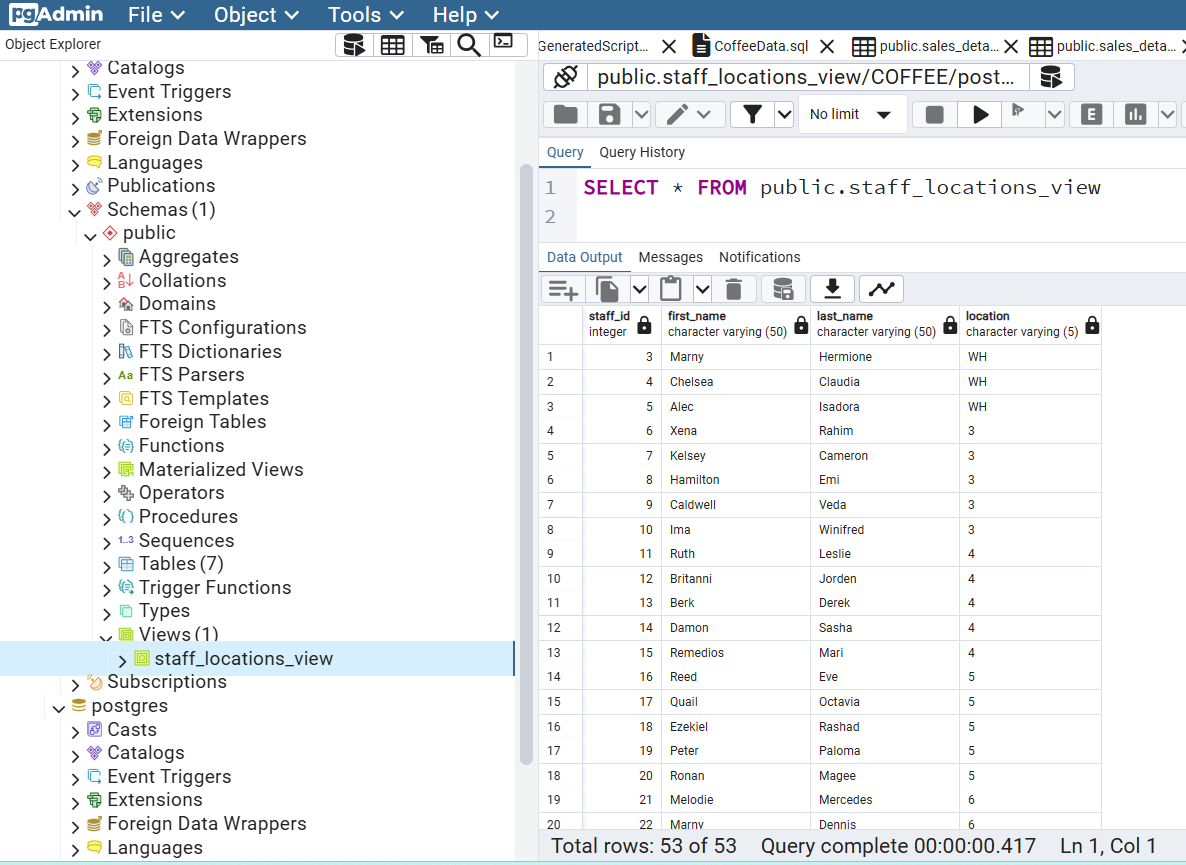 pgAdmin File Object Tools Help
Object Explorer
Catalogs
Event Triggers
Extensions
Foreign Data Wrappers
Languages
Publications
Schemas (1)
public
Aggregates
Collations
Domains
FTS Configurations
FTS Dictionaries
Aa FTS Parsers
FTS Templates
Foreign Tables
Functions
Materialized Views
Operators
Procedures
1..3 Sequences
Tables (7)
Trigger Functions
Types
Views (1)
staff_locations_view
Subscriptions
postgres
Casts
Catalogs
Event Triggers
Extensions
Foreign Data Wrappers
Languages
GeneratedScript... CoffeeData.sql public.sales_deta... public.sales_deta...
public.staff_locations_view/COFFEE/post...
No limit E
Query Query History
1 SELECT * FROM public.staff_locations_view
2
Data Output Messages Notifications
staff_id first_name last_name location
integer character varying (50) character varying (50) character varying (5)
1 3 Marny Hermione WH
2 4 Chelsea Claudia WH
3 5 Alec Isadora WH
4 6 Xena Rahim 3
5 7 Kelsey Cameron 3
6 8 Hamilton Emi 3
7 9 Caldwell Veda 3
8 10 Ima Winifred 3
9 11 Ruth Leslie 4
10 12 Britanni Jorden 4
11 13 Berk Derek 4
12 14 Damon Sasha 4
13 15 Remedios Mari 4
14 16 Reed Eve 5
15 17 Quail Octavia 5
16 18 Ezekiel Rashad 5
17 19 Peter Paloma 5
18 20 Ronan Magee 5
19 21 Melodie Mercedes 6
20 22 Marny Dennis 6
Total rows: 53 of 53 Query complete 00:00:00.417 Ln 1, Col 1